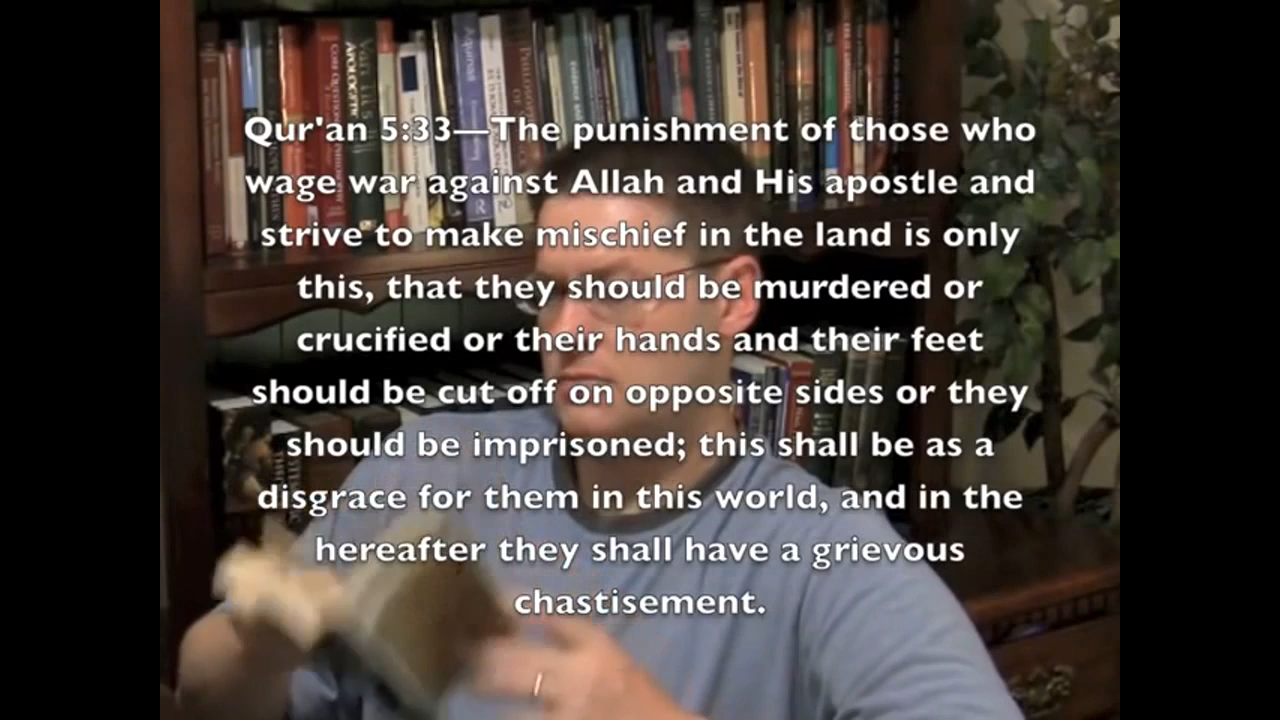 Qur'an 5:33—The punishment of those who
wage war against Allah and His apostle and
strive to make mischief in the land is only
this, that they should be murdered or
crucified or their hands and their feet
should be cut off on opposite sides or they
should be imprisoned; this shall be as a
disgrace for them in this world, and in the
hereafter they shall have a grievous
chastisement.
Aquinas